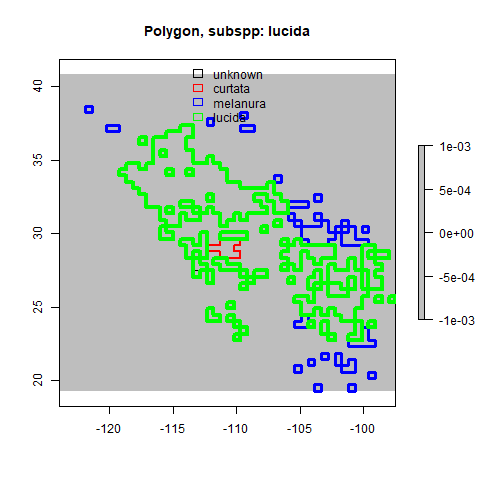 Polygon, subspp: lucida
unknown
curtata
melanura
lucida
40
35
30
25
20
-120
-115
-110
-105
-100
1e-03
5e-04
0e+00
-5e-04
-1e-03